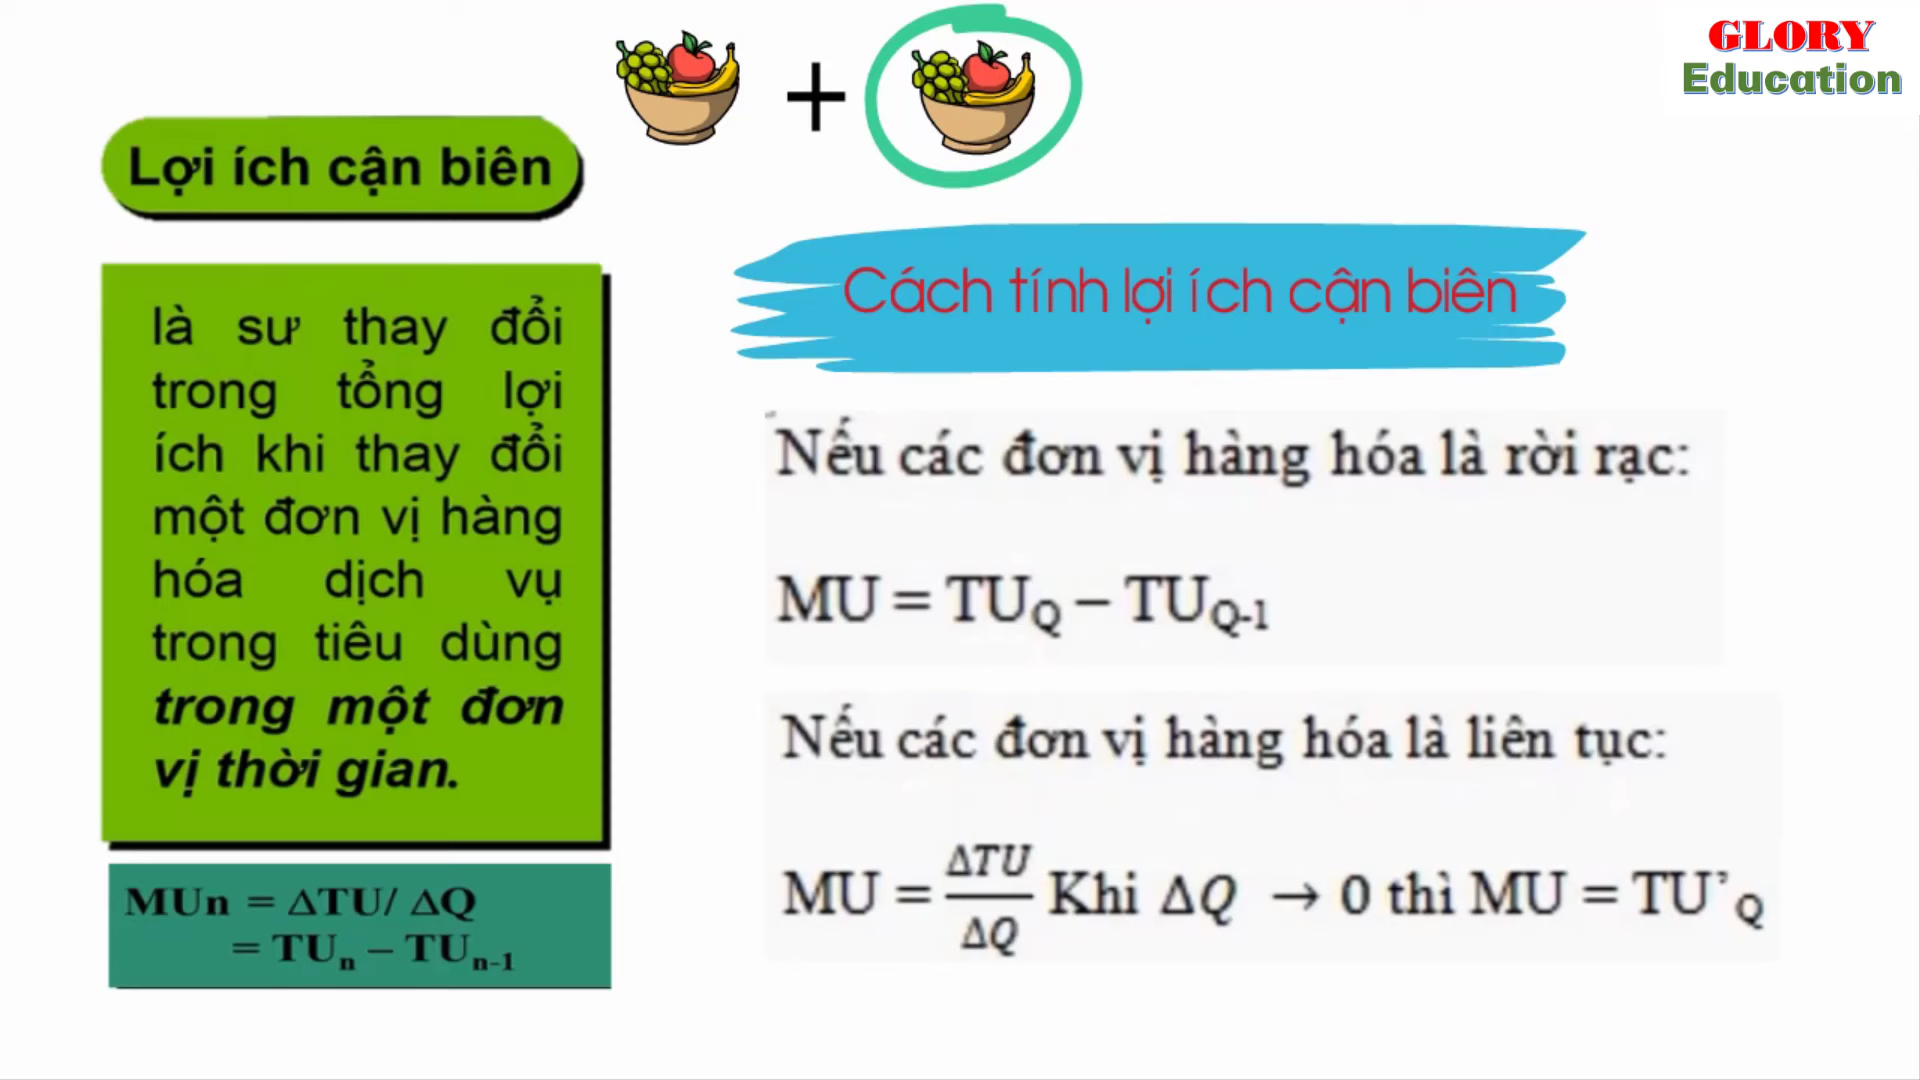 GLORY
Education
+
Lợi ích cận biên
là sư thay đổi
trong tổng lợi
ích khi thay đổi
một đơn vị hàng
hóa dịch vụ
trong tiêu dùng
trong một đơn
vị thời gian.
MUn = ΔTU/ ΔQ
= TUn – TUn-1
Cách tính lợi ích cận biên
Nếu các đơn vị hàng hóa là rời rạc:
MU = TUQ – TUQ-1
Nếu các đơn vị hàng hóa là liên tục:
MU = ΔTU/ΔQ Khi ΔQ → 0 thì MU = TU’Q